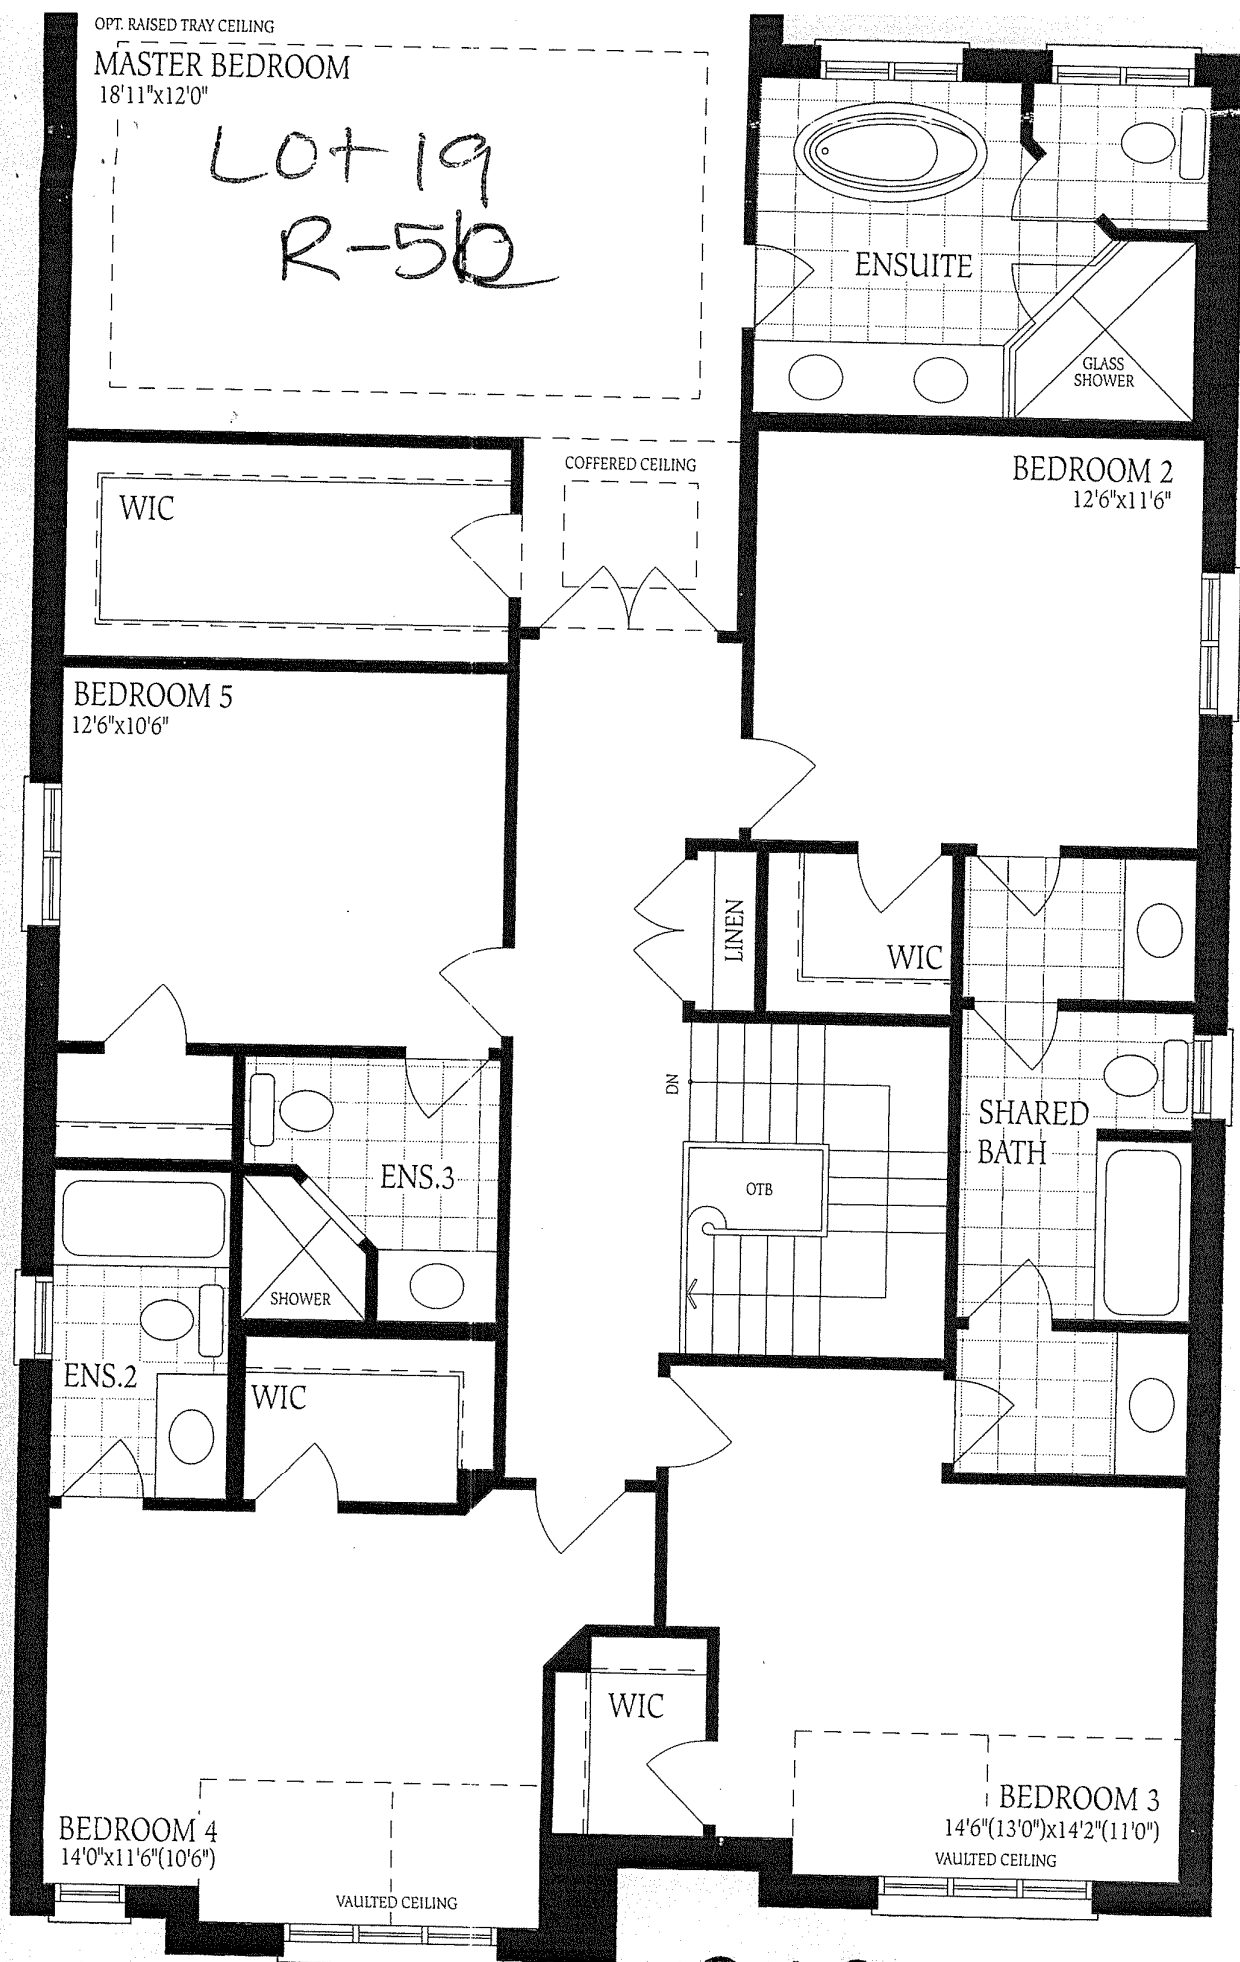 OPT. RAISED TRAY CEILING
MASTER BEDROOM
18'11"x12'0"
Lot 19
ENSUITE
GLASS
SHOWER
COFFERED CEILING
WIC
BEDROOM 2
12'6"x11'6"
BEDROOM 5
12'6"x10'6"
LINEN
WIC
DN
OTB
SHARED
BATH
ENS.3
SHOWER
ENS.2
WIC
WIC
BEDROOM 3
14'6"(13'0")x14'2"(11'0")
VAULTED CEILING
BEDROOM 4
14'0"x11'6"(10'6")
VAULTED CEILING